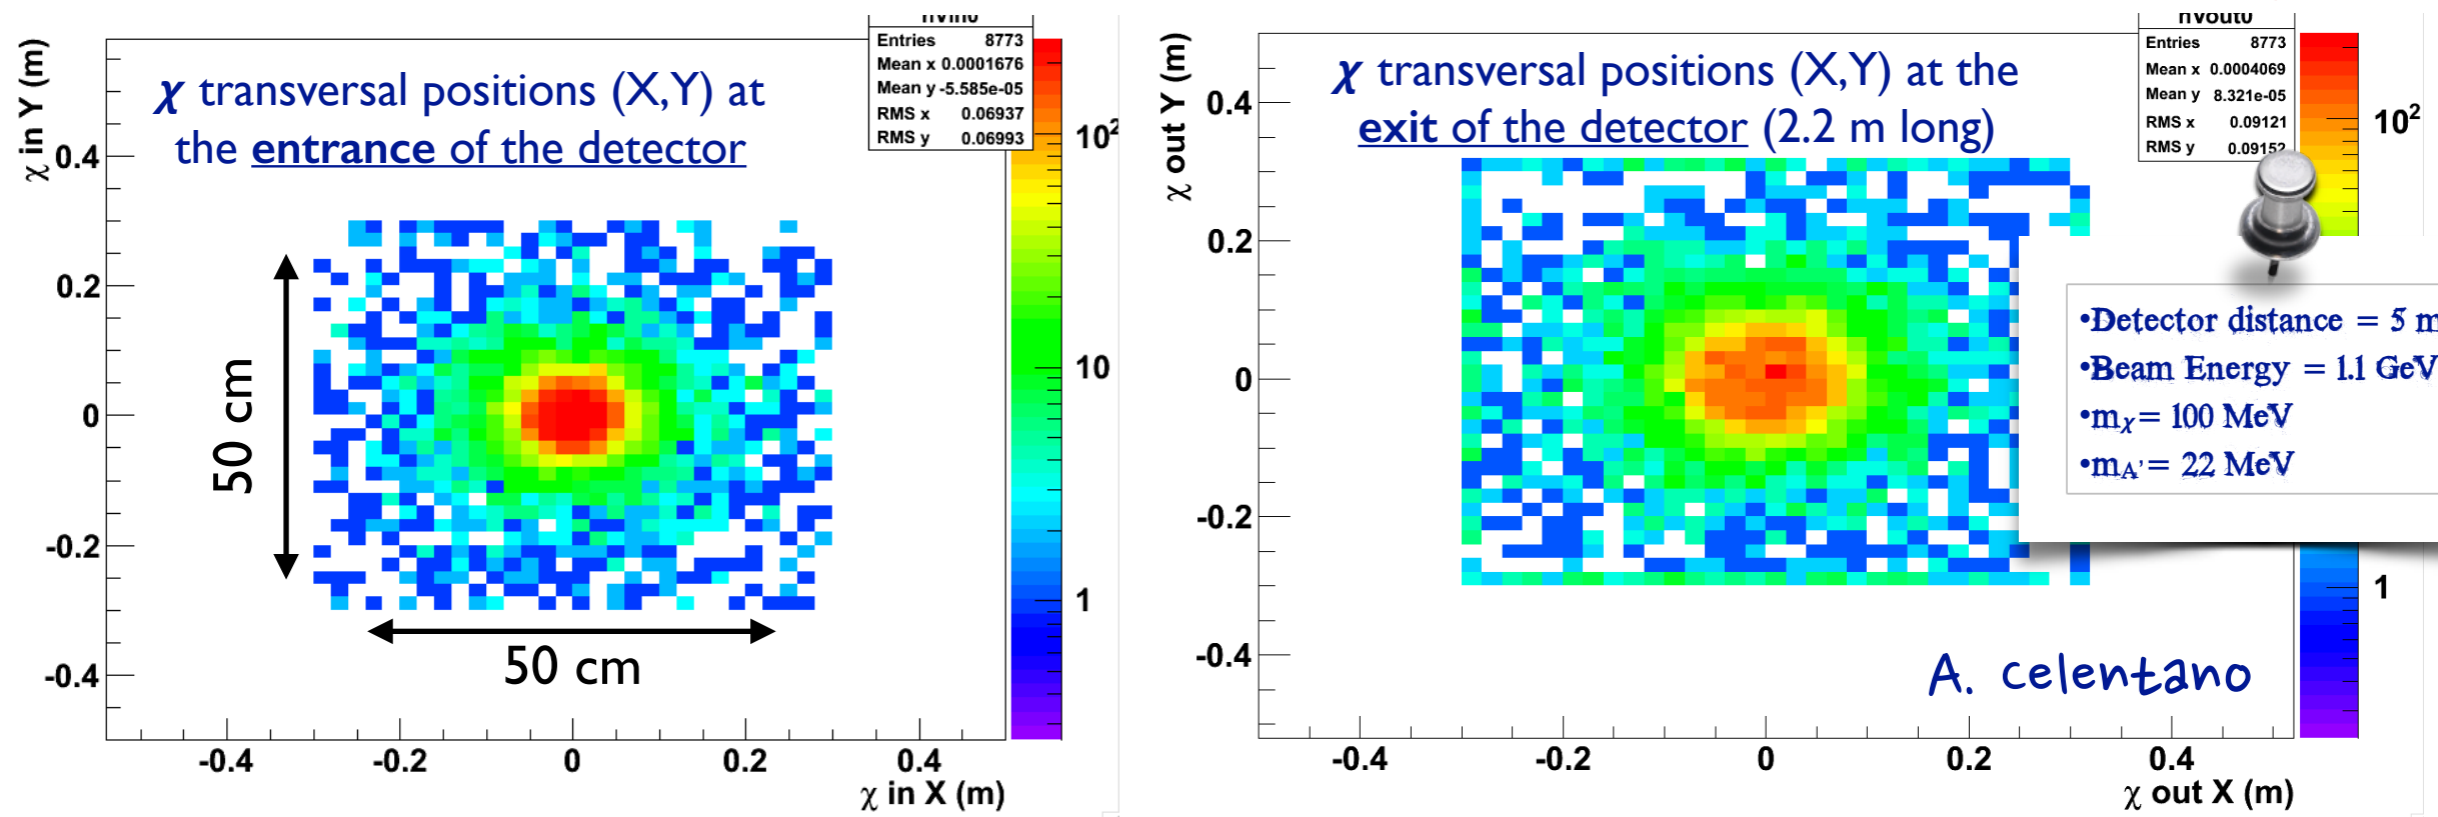 Entries 8773
Mean x 0.0001676
Mean y -5.585e-05
RMS x 0.06937
RMS y 0.06993
χ transversal positions (X,Y) at
the entrance of the detector
χ in Y (m)
0.4
0.2
0
-0.2
-0.4
50 cm
50 cm
-0.4
-0.2
0
0.2
0.4
χ in X (m)
10²
10
1
hVout0
Entries 8773
Mean x 0.0004069
Mean y 8.321e-05
RMS x 0.09121
RMS y 0.09152
χ transversal positions (X,Y) at the
exit of the detector (2.2 m long)
χ out Y (m)
0.4
0.2
0
-0.2
-0.4
•Detector distance = 5 m
•Beam Energy = 1.1 GeV
•mχ= 100 MeV
•mA'= 22 MeV
A. celentano
-0.4
-0.2
0
0.2
0.4
χ out X (m)
10²
1